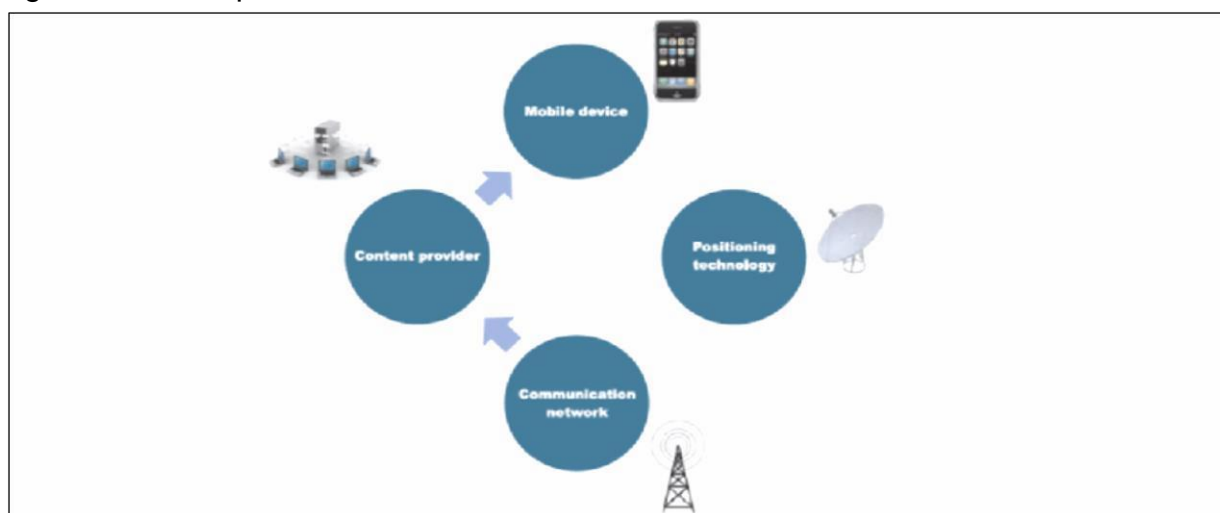 Mobile device
Content provider
Positioning
technology
Communication
network